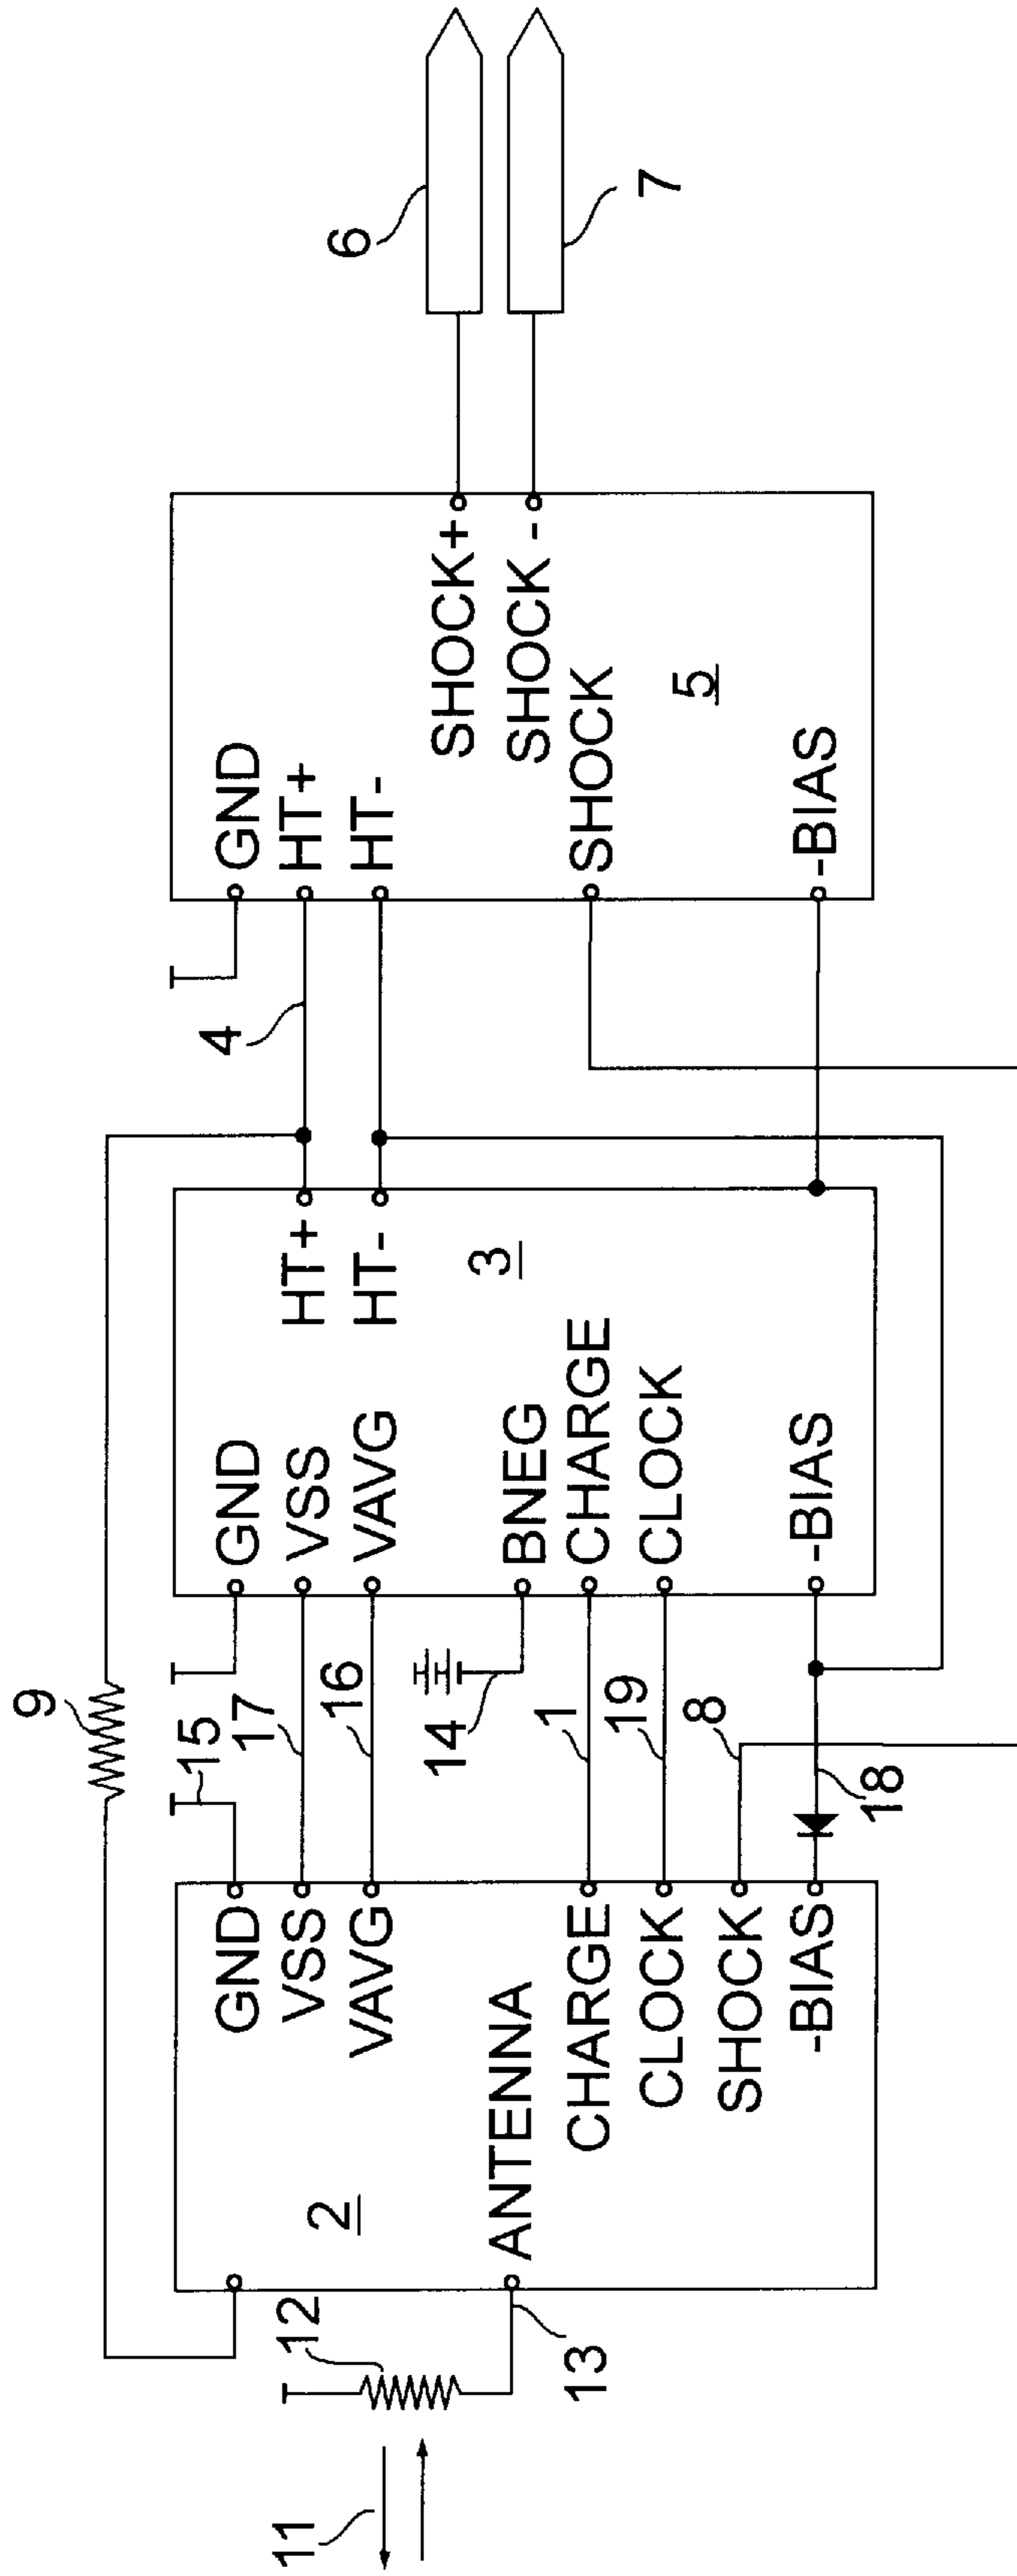 11
12
13
2
ANTENNA
GND
VSS
VAVG
CHARGE
CLOCK
SHOCK
-BIAS
9
15
17
16
14
1
19
8
18
GND
VSS
VAVG
BNEG
CHARGE
CLOCK
-BIAS
3
HT+
HT-
4
GND
HT+
HT-
SHOCK
-BIAS
5
SHOCK+
SHOCK -
6
7